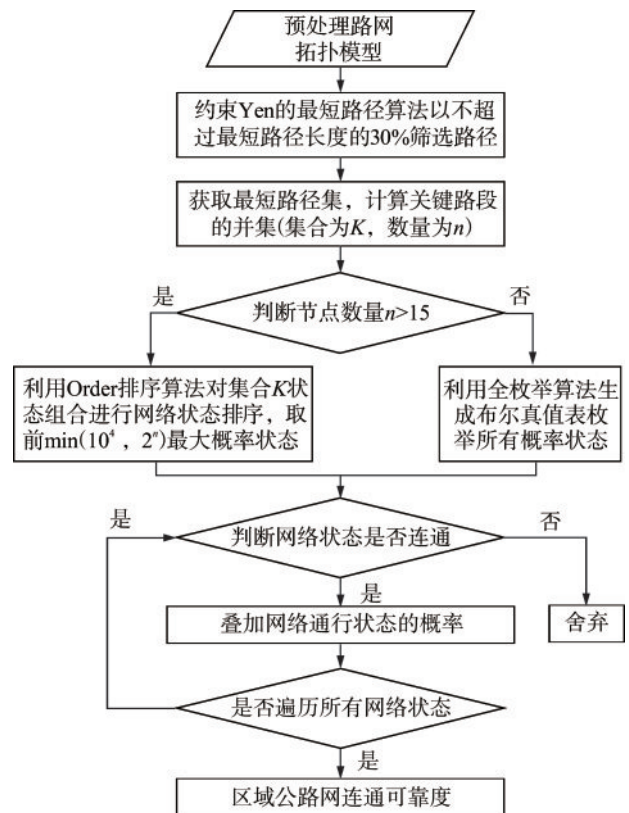 预处理路网
拓扑模型
约束Yen的最短路径算法以不超
过最短路径长度的30%筛选路径
获取最短路径集，计算关键路段
的并集(集合为K，数量为n)
是
判断节点数量n>15
否
利用Order排序算法对集合K状
态组合进行网络状态排序，取
前min(10⁴，2ⁿ)最大概率状态
利用全枚举算法生
成布尔真值表枚
举所有概率状态
是
判断网络状态是否连通
否
是
叠加网络通行状态的概率
舍弃
是否遍历所有网络状态
是
区域公路网连通可靠度